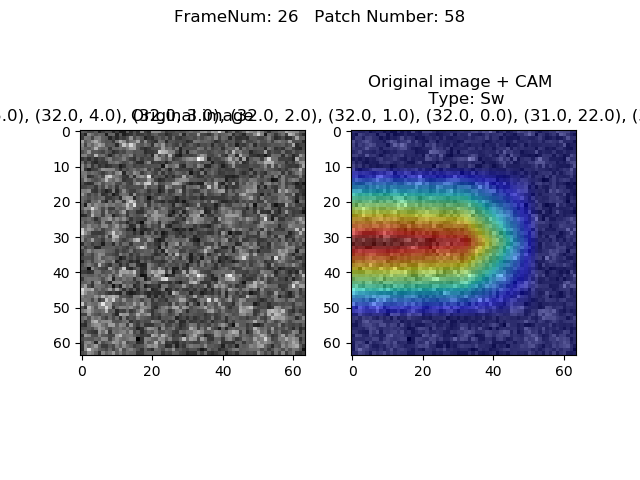 FrameNum: 26   Patch Number: 58
Original image + CAM
Type: Sw
.0), (32.0, 4.0), (32.0, 3.0), (32.0, 2.0), (32.0, 1.0), (32.0, 0.0), (31.0, 22.0), (
Original image
0
10
20
30
40
50
60
0 20 40 60
0
10
20
30
40
50
60
0 20 40 60